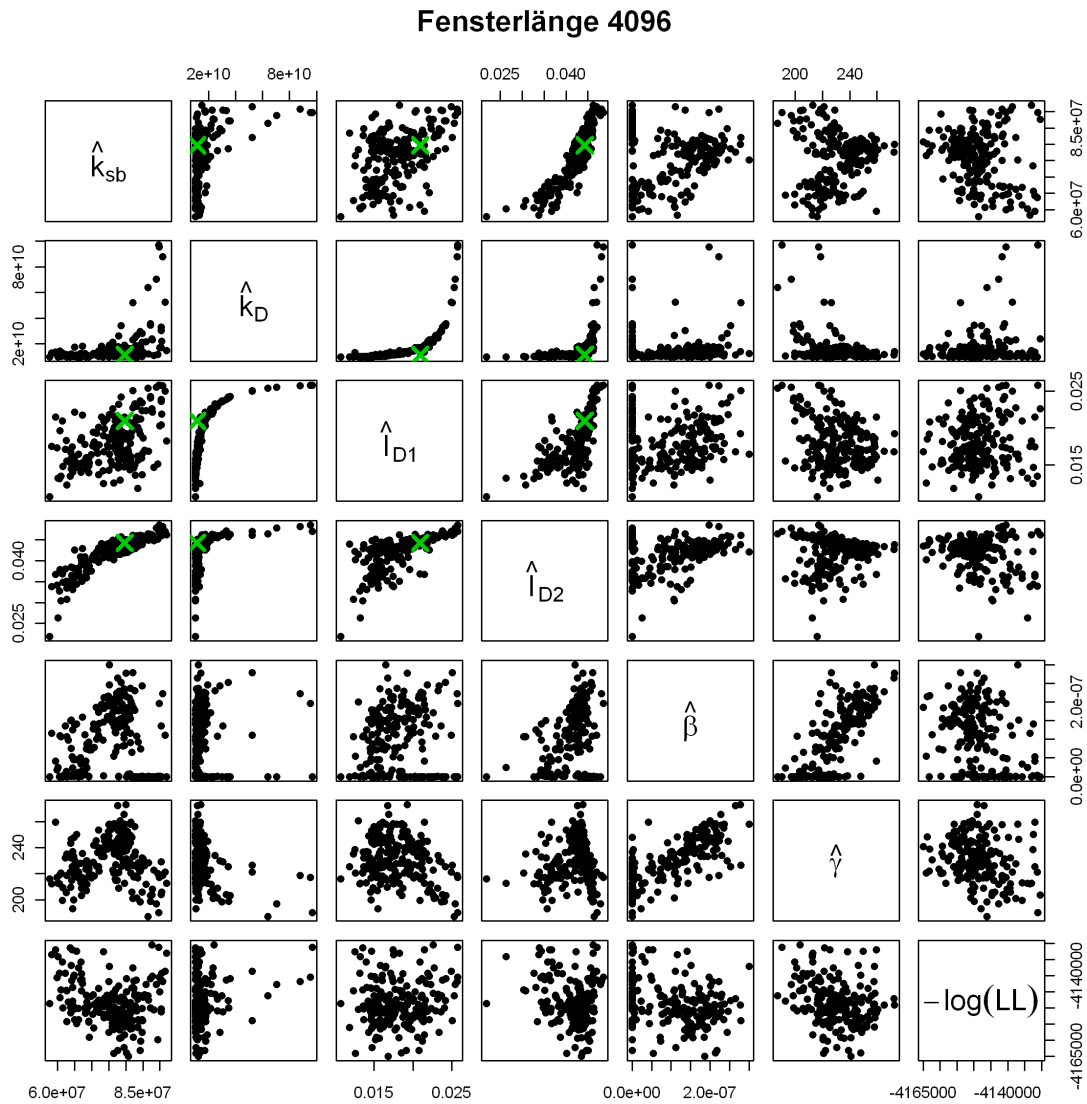 Fensterlänge 4096
2e+10 8e+10 0.025 0.040 200 240
k̂sb
6.0e+07 8.5e+07
2e+10 8e+10
k̂D
l̂D1
0.015 0.025
0.025 0.040
l̂D2
β̂
0.0e+00 2.0e-07
200 240
γ̂
−log(LL)
-4165000 -4140000
6.0e+07 8.5e+07 0.015 0.025 0.0e+00 2.0e-07 -4165000 -4140000